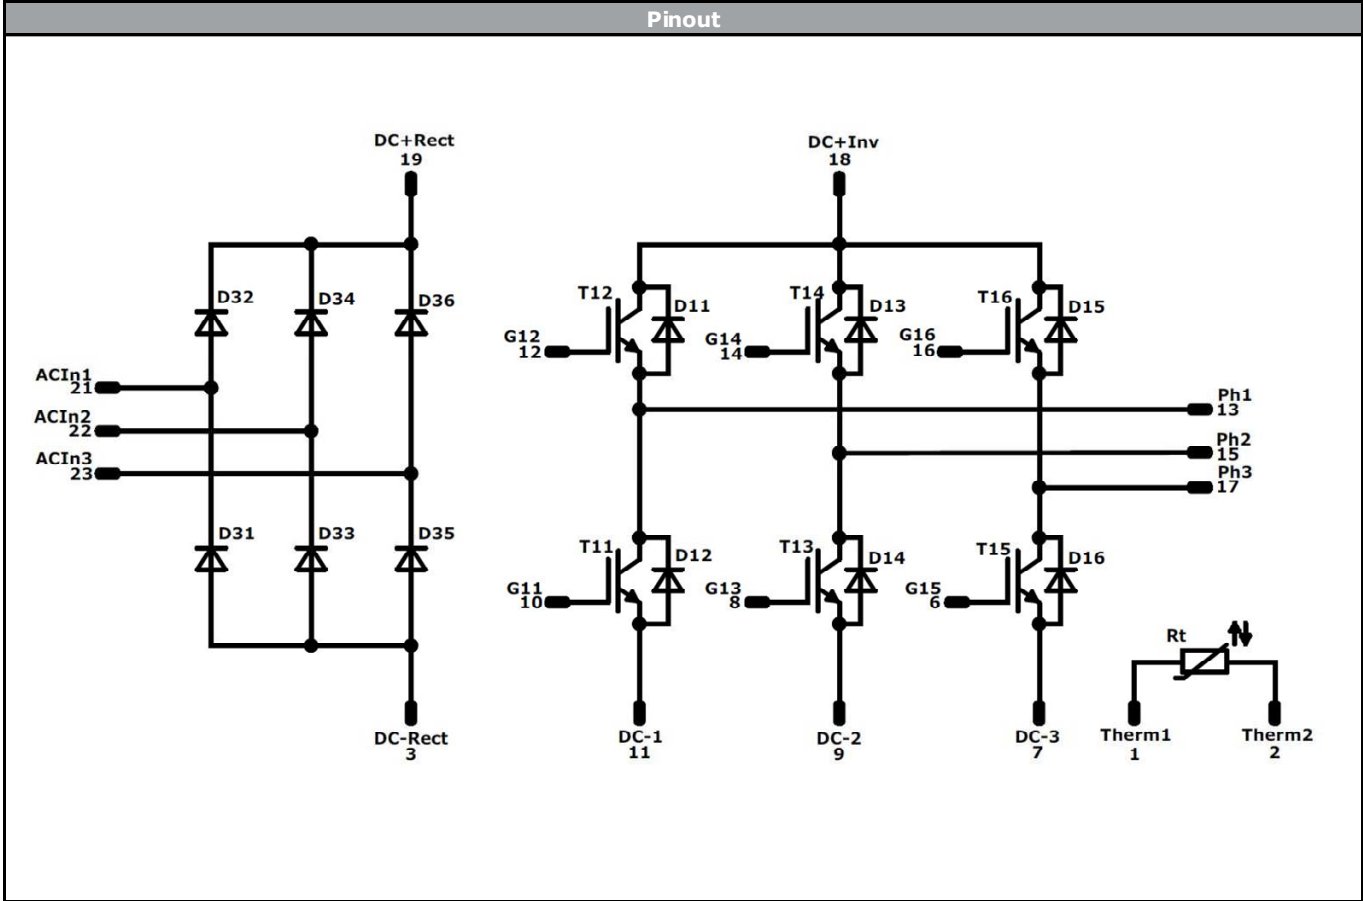 Pinout
DC+Rect
19
DC+Inv
18
D32
D34
D36
T12
D11
T14
D13
T16
D15
G12
12
G14
14
G16
16
ACIn1
21
ACIn2
22
ACIn3
23
Ph1
13
Ph2
15
Ph3
17
D31
D33
D35
T11
D12
T13
D14
T15
D16
G11
10
G13
8
G15
6
Rt
DC-Rect
3
DC-1
11
DC-2
9
DC-3
7
Therm1
1
Therm2
2